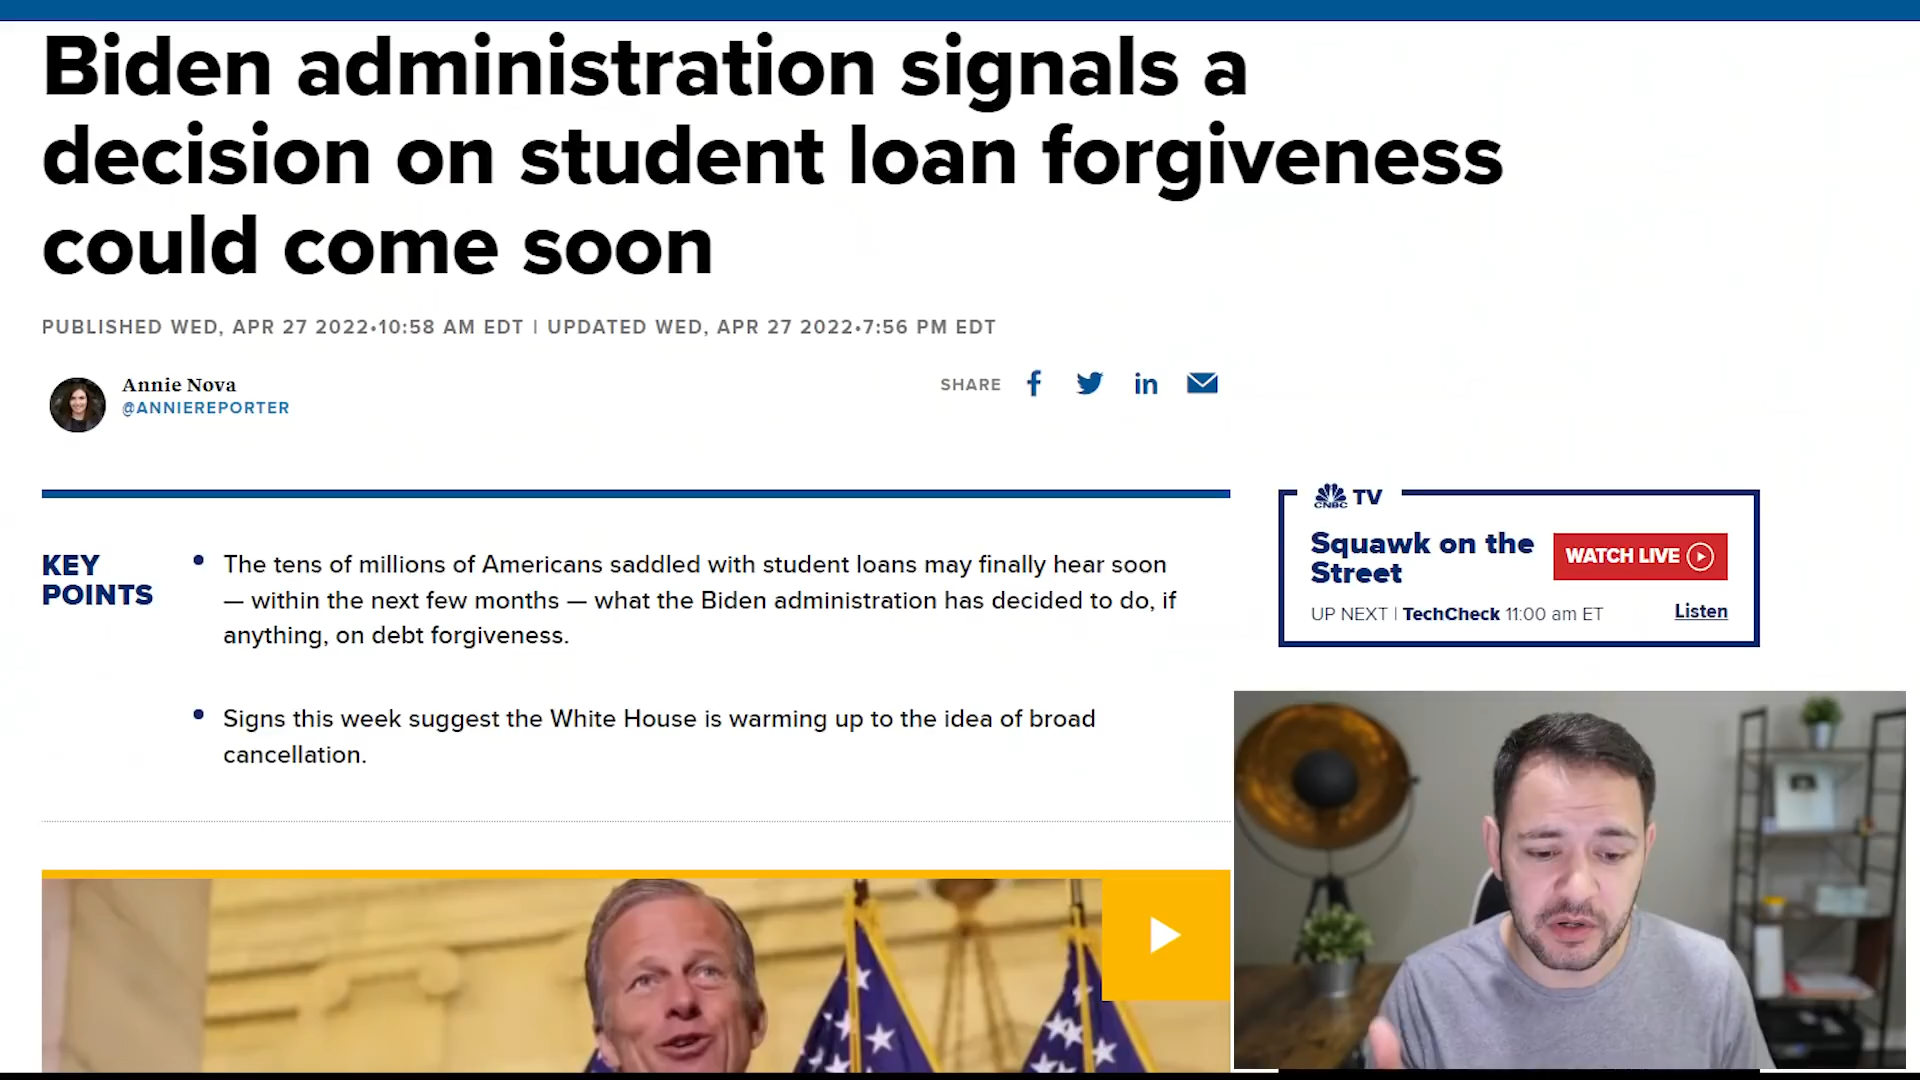 Biden administration signals a
decision on student loan forgiveness
could come soon
PUBLISHED WED, APR 27 2022•10:58 AM EDT | UPDATED WED, APR 27 2022•7:56 PM EDT
Annie Nova
@ANNIEREPORTER
SHARE
KEY
POINTS
The tens of millions of Americans saddled with student loans may finally hear soon
— within the next few months — what the Biden administration has decided to do, if
anything, on debt forgiveness.
Signs this week suggest the White House is warming up to the idea of broad
cancellation.
CNBC TV
Squawk on the
Street
WATCH LIVE
UP NEXT | TechCheck 11:00 am ET
Listen